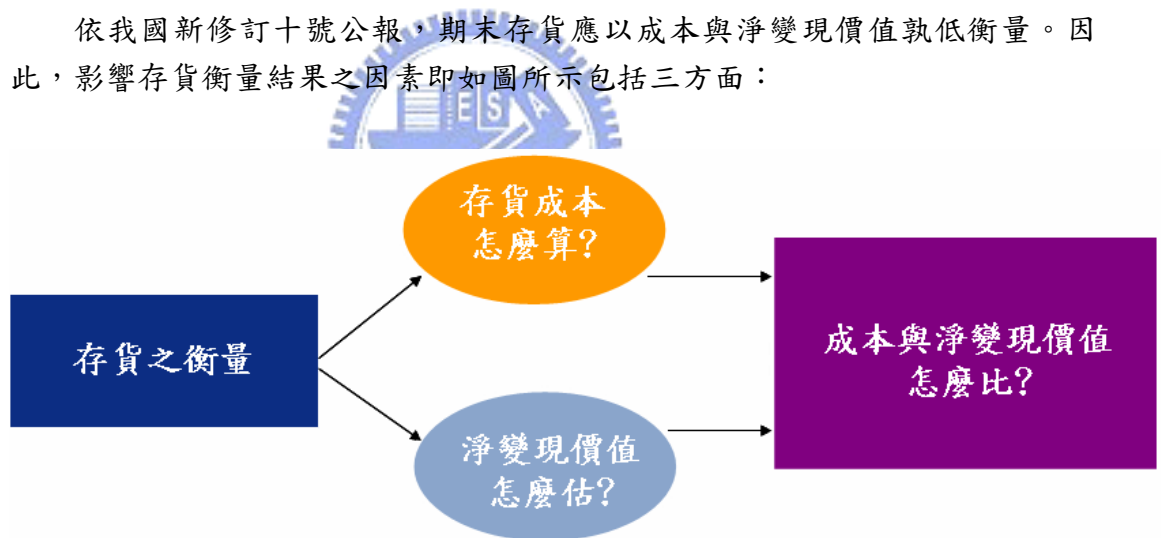 依我國新修訂十號公報，期末存貨應以成本與淨變現價值孰低衡量。因
此，影響存貨衡量結果之因素即如圖所示包括三方面：
ES
存貨成本
怎麼算?
存貨之衡量
成本與淨變現價值
怎麼比?
淨變現價值
怎麼估?